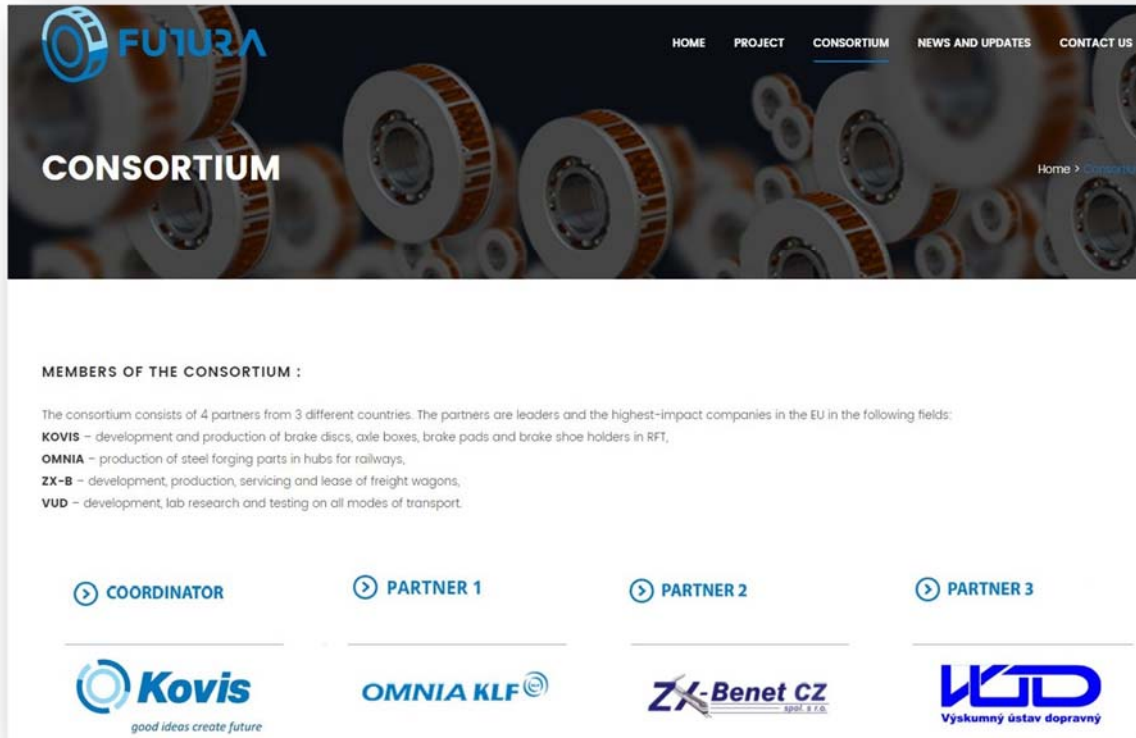 FUTURA
HOME PROJECT CONSORTIUM NEWS AND UPDATES CONTACT US
CONSORTIUM
Home > Consortium
MEMBERS OF THE CONSORTIUM :
The consortium consists of 4 partners from 3 different countries. The partners are leaders and the highest-impact companies in the EU in the following fields:
KOVIS – development and production of brake discs, axle boxes, brake pads and brake shoe holders in RFT,
OMNIA – production of steel forging parts in hubs for railways,
ZX-B – development, production, servicing and lease of freight wagons,
VUD – development, lab research and testing on all modes of transport.
COORDINATOR PARTNER 1 PARTNER 2 PARTNER 3
Kovis OMNIA KLF ZX-Benet CZ VUD
good ideas create future spol. s r.o. Výskumný ústav dopravný